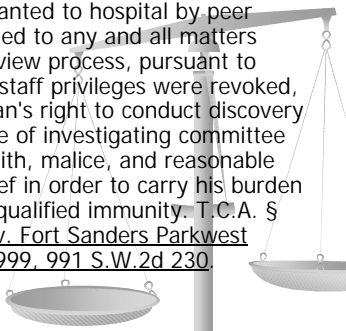 anted to hospital by peer
ed to any and all matters
view process, pursuant to
staff privileges were revoked,
an's right to conduct discovery
e of investigating committee
ith, malice, and reasonable
ef in order to carry his burden
qualified immunity. T.C.A. §
v. Fort Sanders Parkwest
999, 991 S.W.2d 230.